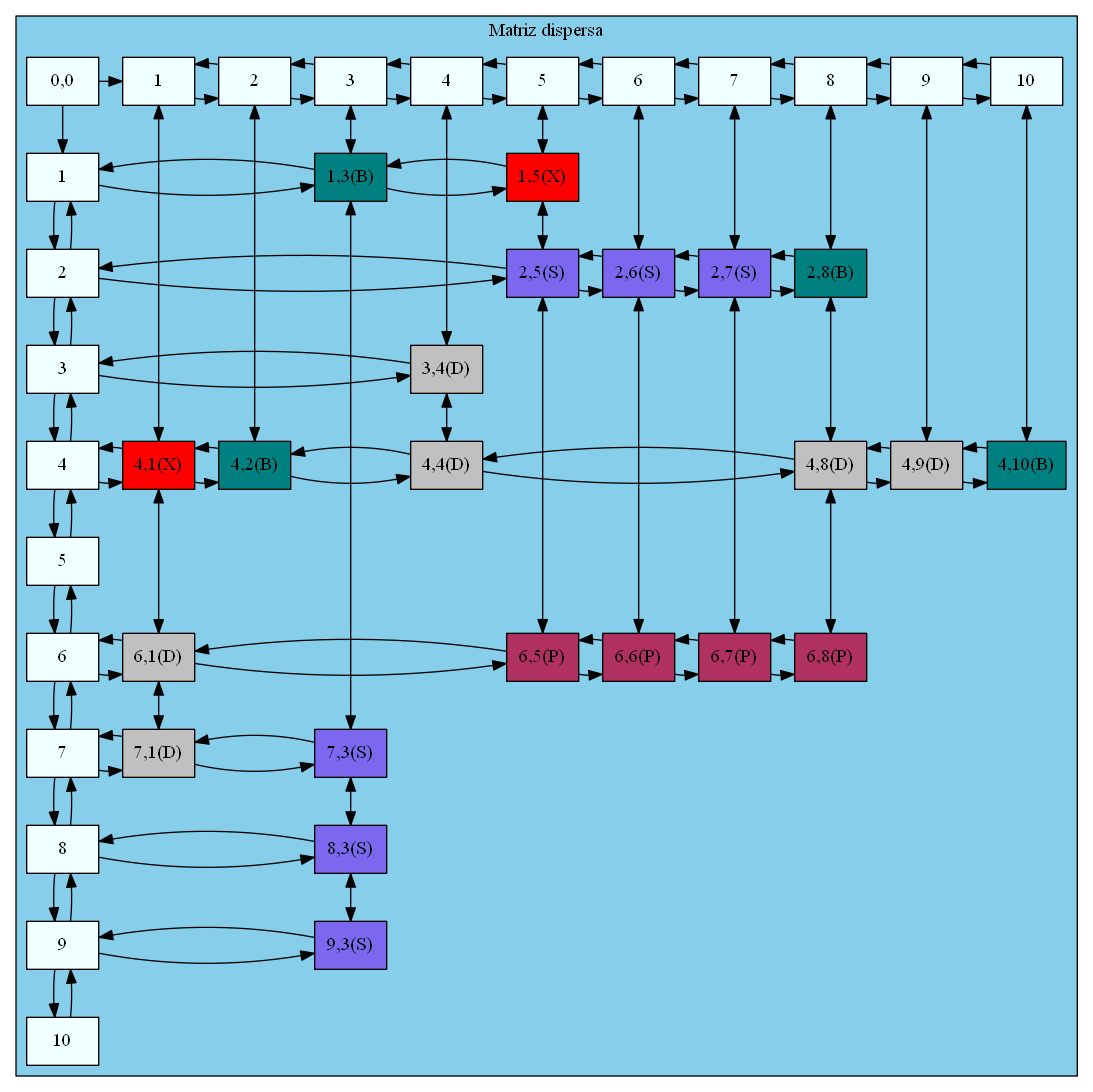 Matriz dispersa
0,0 1 2 3 4 5 6 7 8 9 10
1 1,3(B) 1,5(X)
2 2,5(S) 2,6(S) 2,7(S) 2,8(B)
3 3,4(D)
4 4,1(X) 4,2(B) 4,4(D) 4,8(D) 4,9(D) 4,10(B)
5
6 6,1(D) 6,5(P) 6,6(P) 6,7(P) 6,8(P)
7 7,1(D) 7,3(S)
8 8,3(S)
9 9,3(S)
10